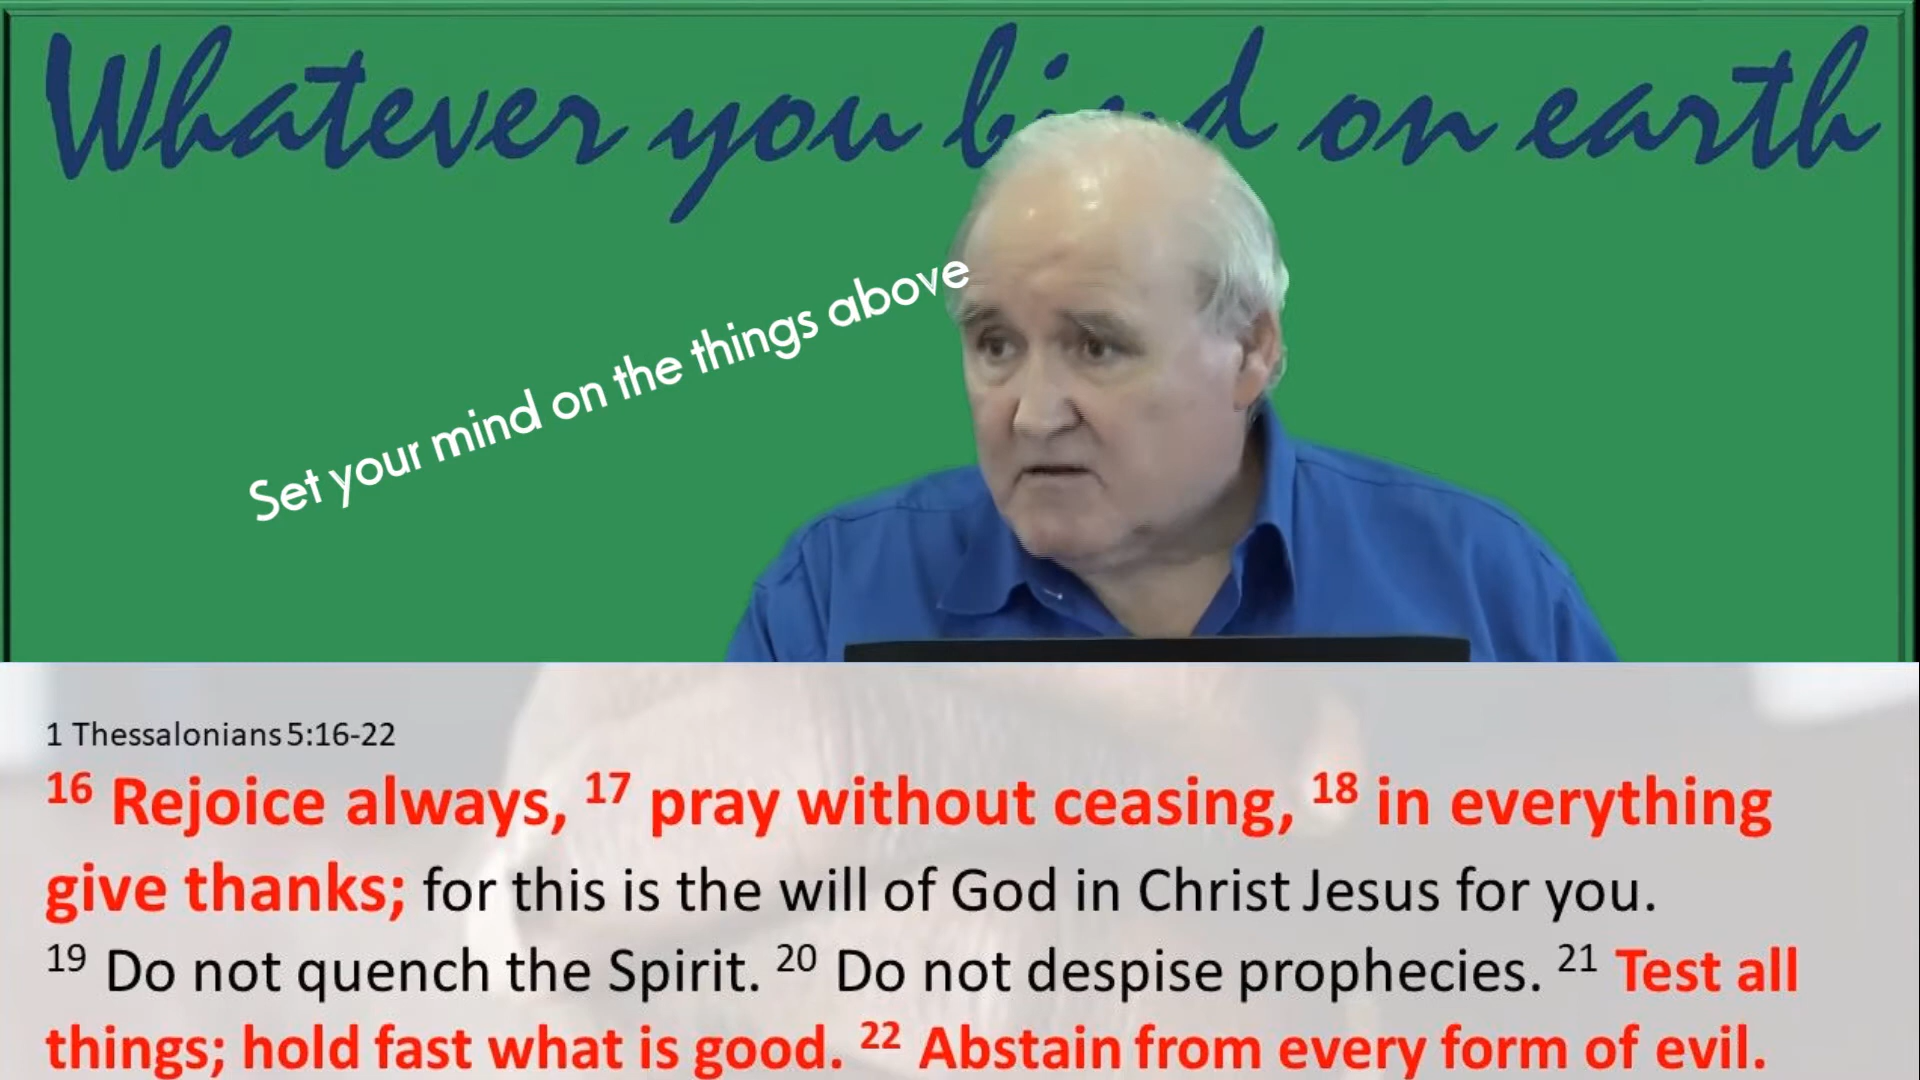 Whatever you bind on earth
Set your mind on the things above
1 Thessalonians 5:16-22
16 Rejoice always, 17 pray without ceasing, 18 in everything
give thanks; for this is the will of God in Christ Jesus for you.
19 Do not quench the Spirit. 20 Do not despise prophecies. 21 Test all
things; hold fast what is good. 22 Abstain from every form of evil.